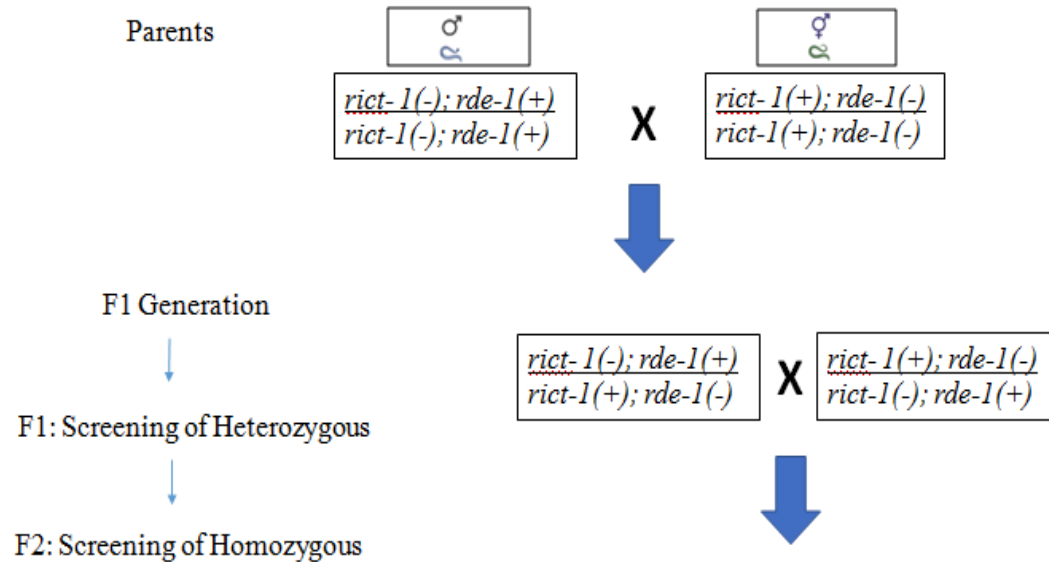 Parents
♂
⚥
rict-1(-); rde-1(+)
rict-1(-); rde-1(+)
X
rict-1(+); rde-1(-)
rict-1(+); rde-1(-)
F1 Generation
rict-1(-); rde-1(+)
rict-1(+); rde-1(-)
X
rict-1(+); rde-1(-)
rict-1(-); rde-1(+)
F1: Screening of Heterozygous
F2: Screening of Homozygous